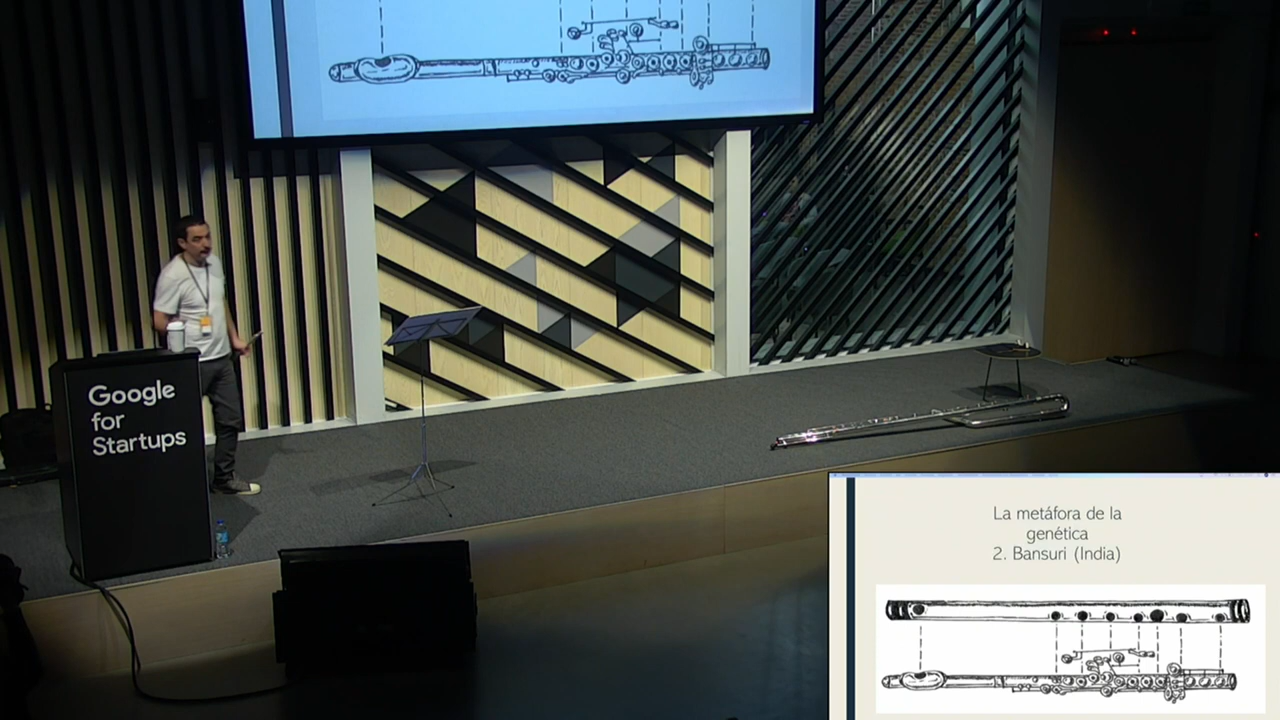 Google
for
Startups
La metáfora de la
genética
2. Bansuri (India)